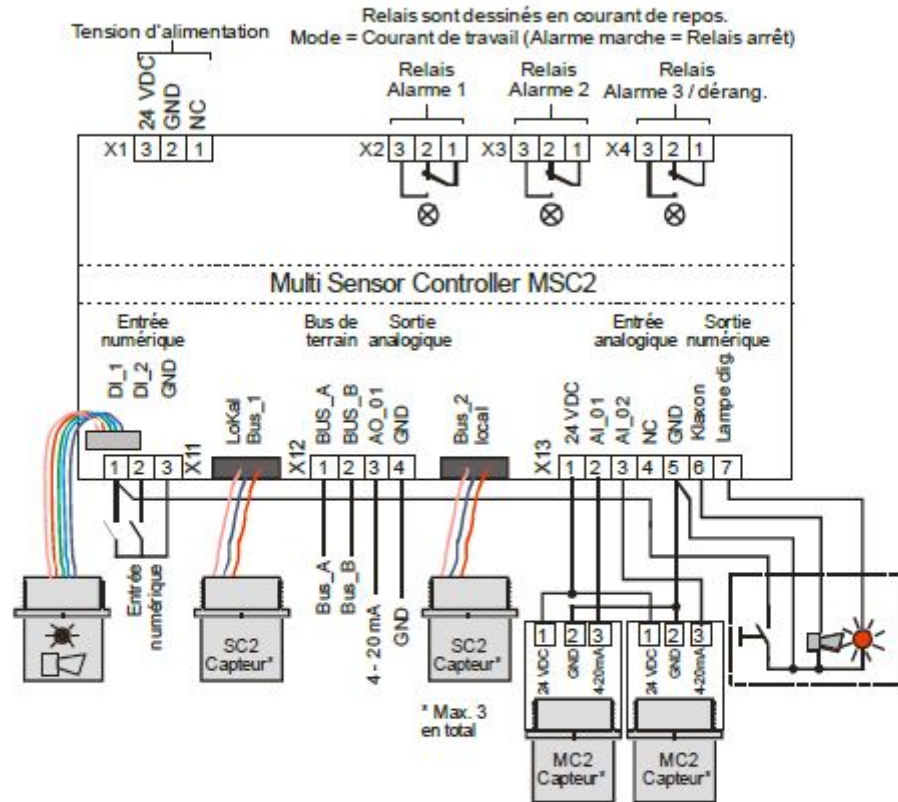 Relais sont dessinés en courant de repos.
Tension d'alimentation
Mode = Courant de travail (Alarme marche = Relais arrêt)
24 VDC
GND
NC
Relais
Alarme 1
Relais
Alarme 2
Relais
Alarme 3 / dérang.
X1 3 2 1
X2 3 2 1
X3 3 2 1
X4 3 2 1
Multi Sensor Controller MSC2
Entrée
numérique
Bus de
terrain
Sortie
analogique
Entrée
analogique
Sortie
numérique
DI_1
DI_2
GND
LoKal
Bus_1
BUS_A
BUS_B
AO_01
GND
Bus_2
local
24 VDC
AI_01
AI_02
NC
GND
Klaxon
Lampe dig.
1 2 3 X11
X12 1 2 3 4
X13 1 2 3 4 5 6 7
Entrée
numérique
Bus_A
Bus_B
4 - 20 mA
GND
SC2
Capteur*
SC2
Capteur*
* Max. 3
en total
1 2 3
24 VDC
GND
4-20mA
MC2
Capteur*
1 2 3
24 VDC
GND
4-20mA
MC2
Capteur*